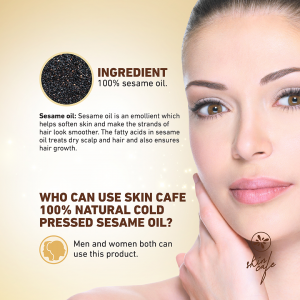 INGREDIENT
100% sesame oil.
Sesame oil: Sesame oil is an emollient which
helps soften skin and make the strands of
hair look smoother. The fatty acids in sesame
oil treats dry scalp and hair and also ensures
hair growth.
WHO CAN USE SKIN CAFE
100% NATURAL COLD
PRESSED SESAME OIL?
Men and women both can
use this product.
skin
cafe